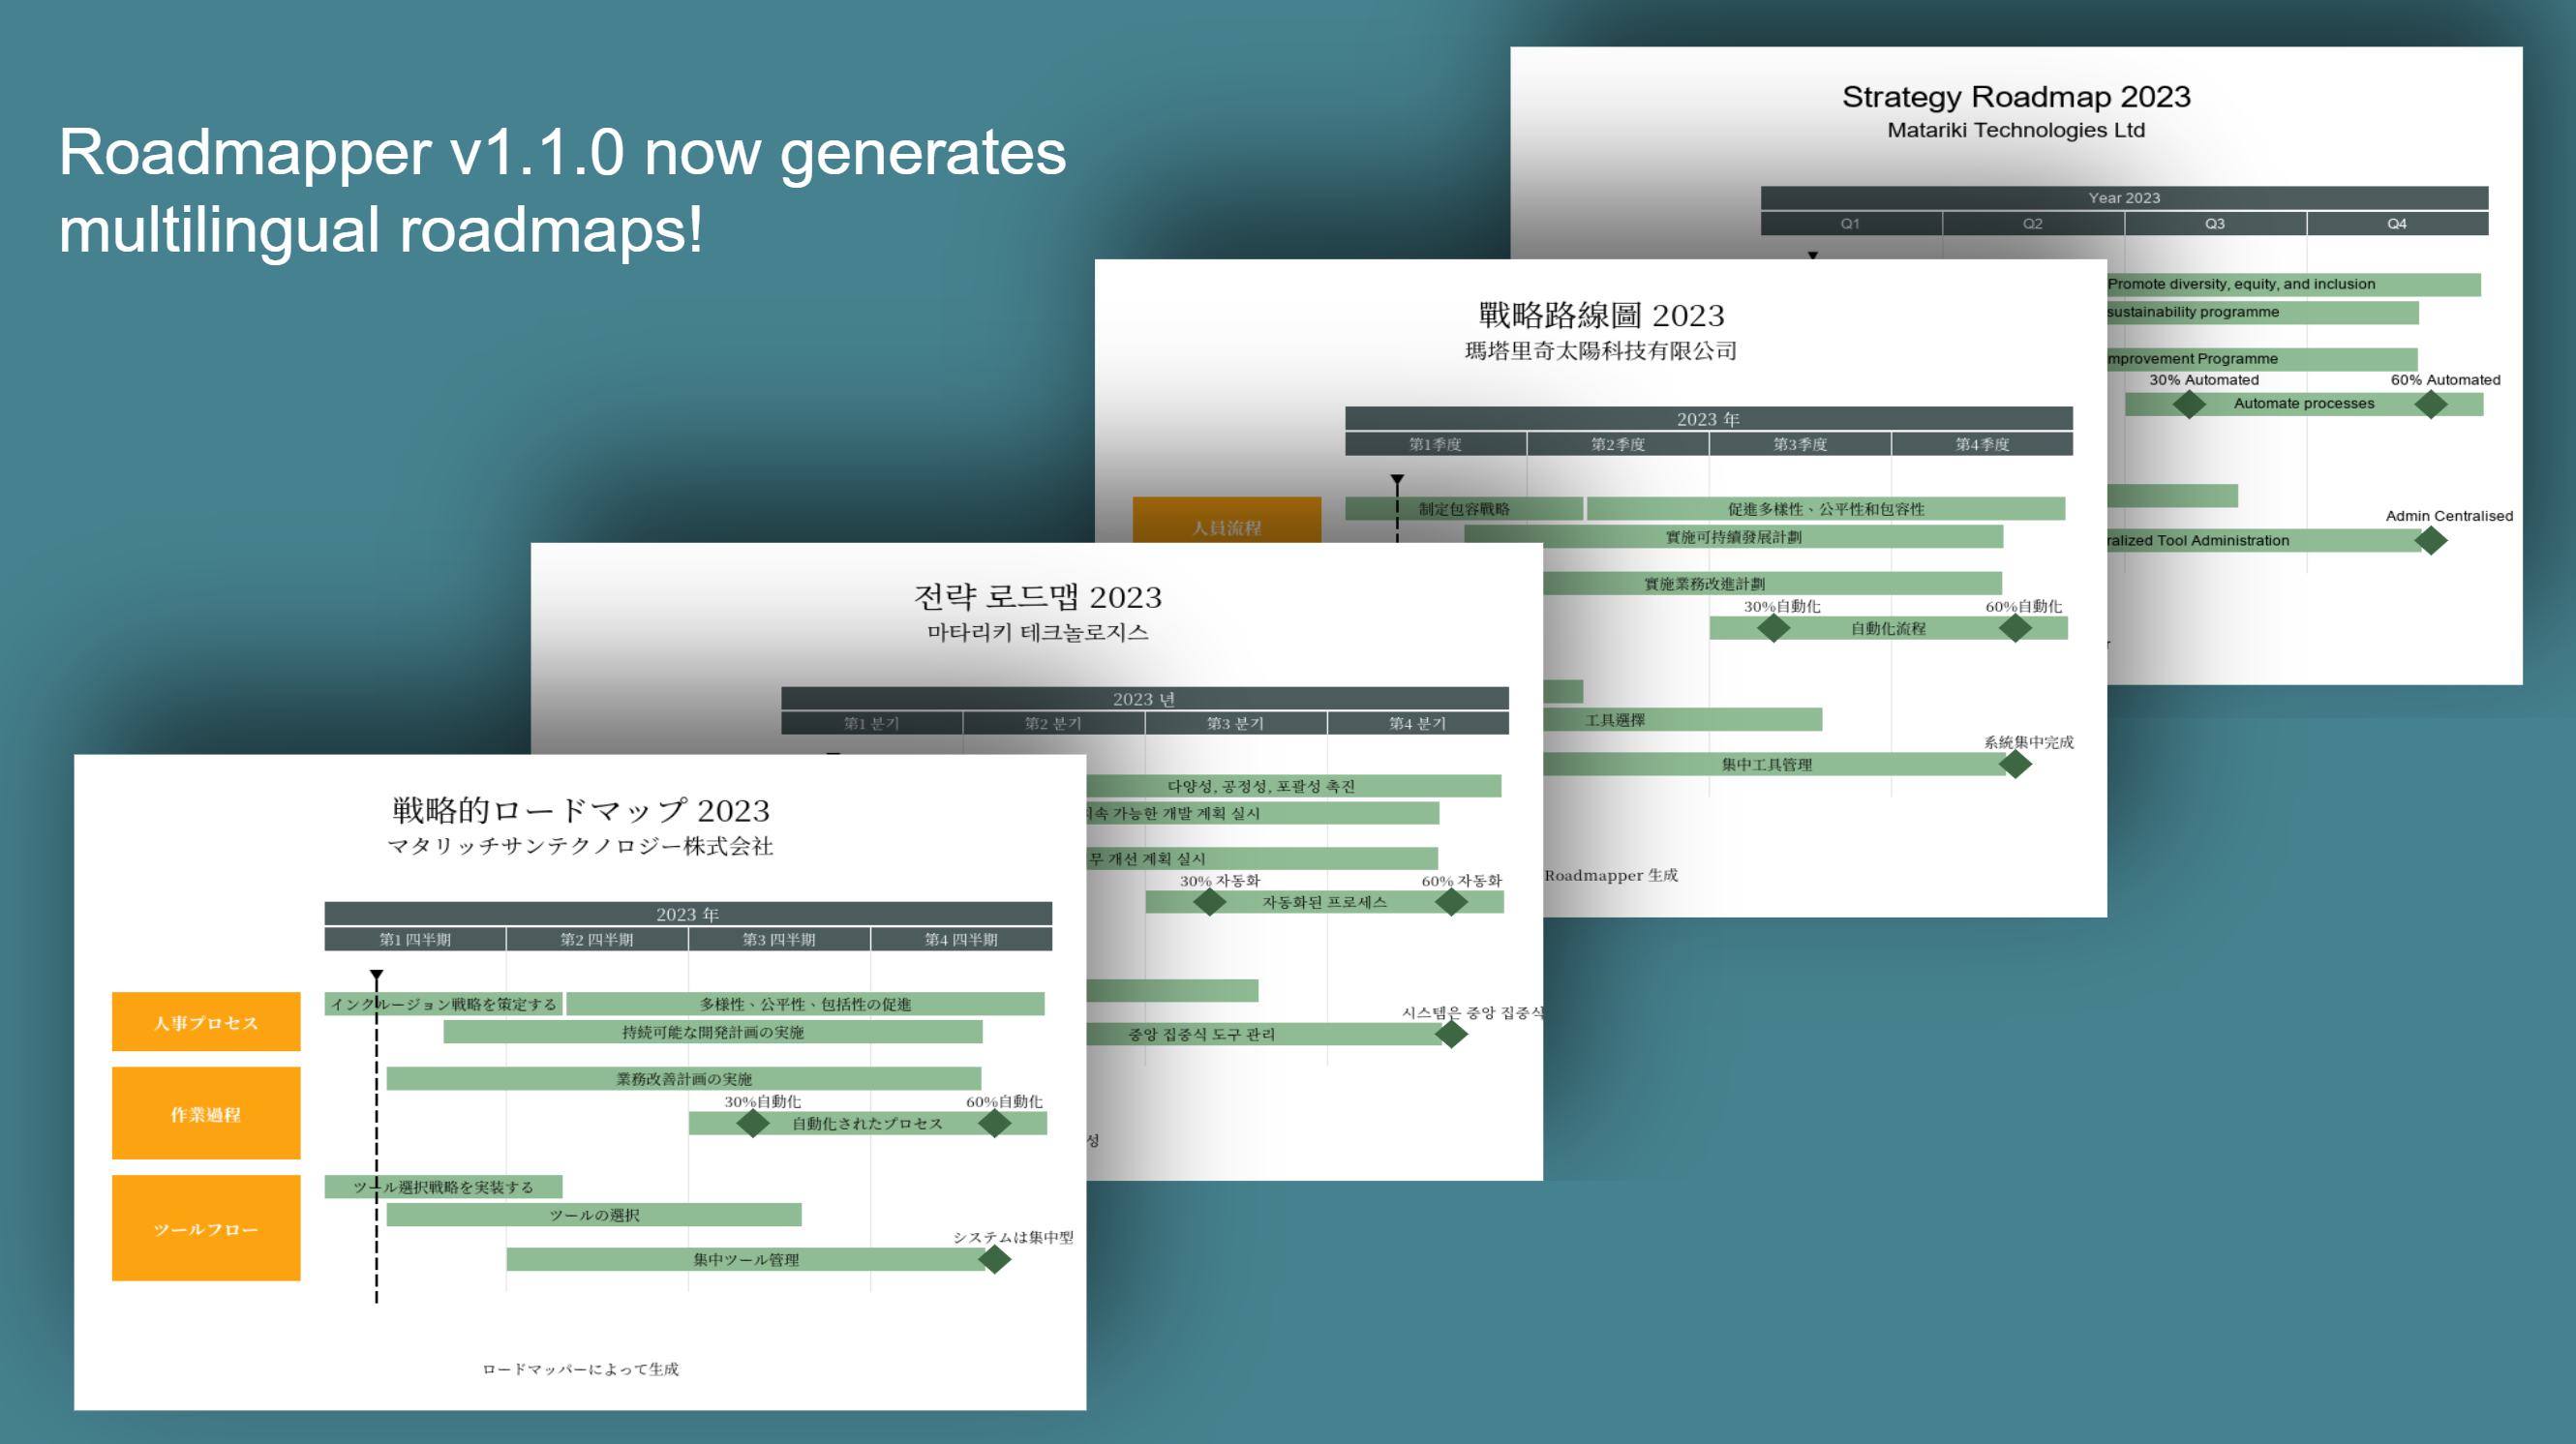 Roadmapper v1.1.0 now generates
multilingual roadmaps!
Strategy Roadmap 2023
Matariki Technologies Ltd
Year 2023
Q1 Q2 Q3 Q4
Promote diversity, equity, and inclusion
sustainability programme
Improvement Programme
30% Automated 60% Automated
Automate processes
Admin Centralised
Tool Administration
戰略路線圖 2023
瑪塔里奇太陽科技有限公司
2023 年
第1季度 第2季度 第3季度 第4季度
人員流程
制定包容戰略 促進多樣性、公平性和包容性
實施可持續發展計劃
實施業務改進計劃
30%自動化 60%自動化
自動化流程
工具選擇
系統集中完成
集中工具管理
Roadmapper 生成
전략 로드맵 2023
마타리키 테크놀로지스
2023 년
第1 분기 第2 분기 第3 분기 第4 분기
다양성, 공정성, 포괄성 촉진
가능한 개발 계획 실시
개선 계획 실시
30% 자동화 60% 자동화
자동화된 프로세스
시스템은 중앙 집중식
중앙 집중식 도구 관리
성
戦略的ロードマップ 2023
マタリッチサンテクノロジー株式会社
2023 年
第1 四半期 第2 四半期 第3 四半期 第4 四半期
人事プロセス
インクルージョン戦略を策定する 多様性、公平性、包括性の促進
持続可能な開発計画の実施
作業過程
業務改善計画の実施
30%自動化 60%自動化
自動化されたプロセス
ツールフロー
ツール選択戦略を実装する
ツールの選択
システムは集中型
集中ツール管理
ロードマッパーによって生成